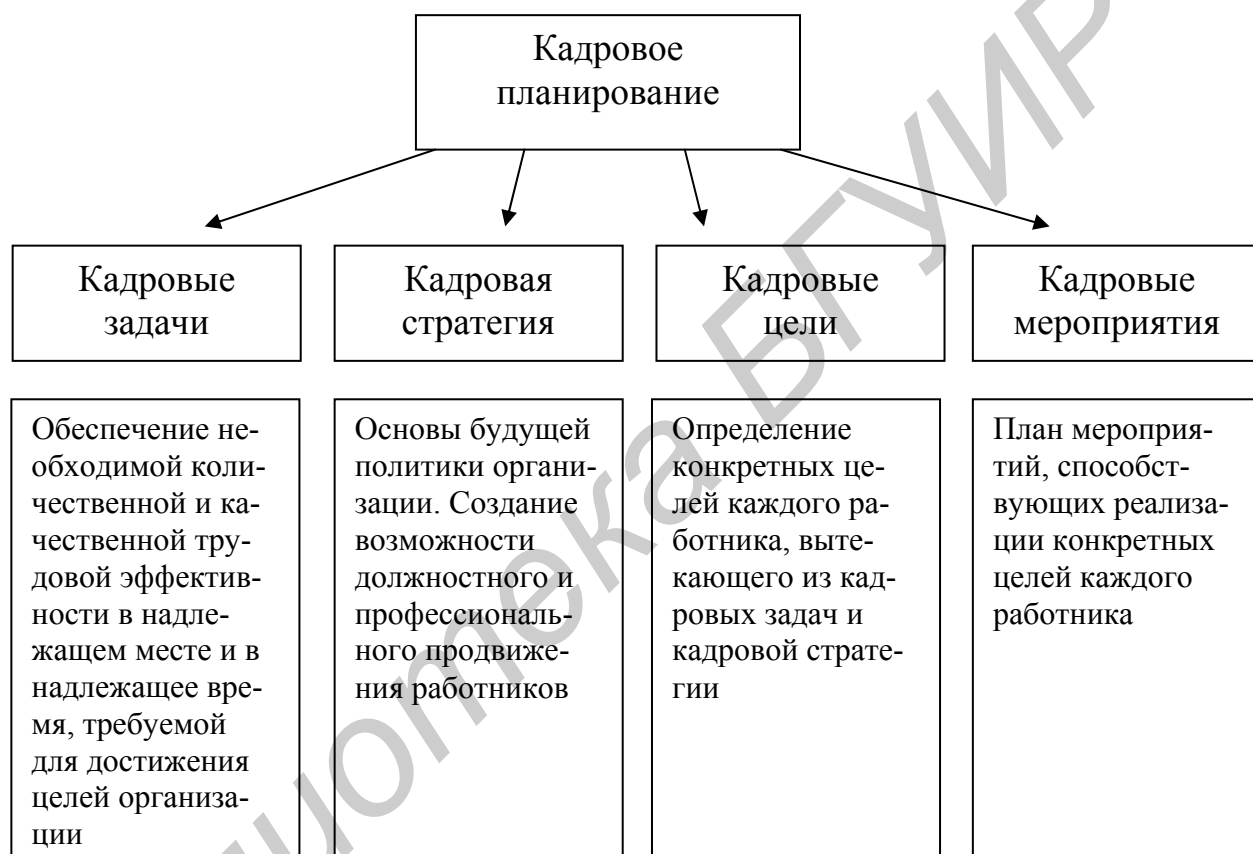 Кадровое
планирование
Кадровые
задачи
Кадровая
стратегия
Кадровые
цели
Кадровые
мероприятия
Обеспечение не-
обходимой коли-
чественной и ка-
чественной тру-
довой эффектив-
ности в надле-
жащем месте и в
надлежащее вре-
мя, требуемой
для достижения
целей организа-
ции
Основы будущей
политики органи-
зации. Создание
возможности
должностного и
профессиональ-
ного продвиже-
ния работников
Определение
конкретных це-
лей каждого ра-
ботника, выте-
кающего из кад-
ровых задач и
кадровой страте-
гии
План мероприя-
тий, способст-
вующих реализа-
ции конкретных
целей каждого
работника
БГУИР